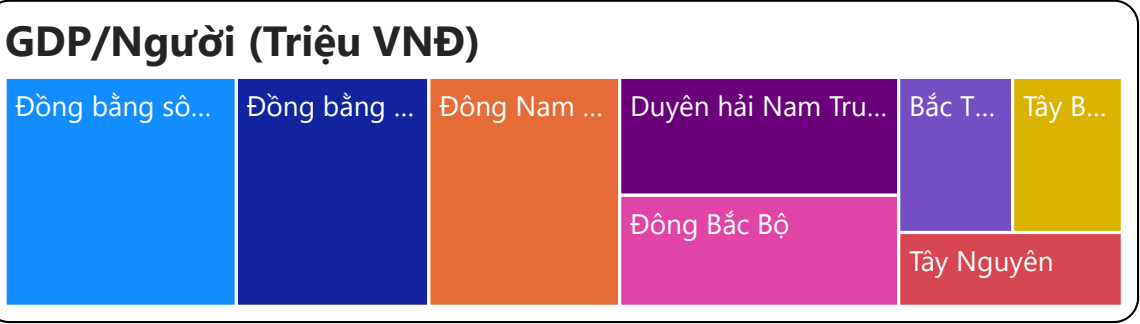 GDP/Người (Triệu VNĐ)
Đồng bằng sô...
Đồng bằng ...
Đông Nam ...
Duyên hải Nam Tru...
Bắc T...
Tây B...
Đông Bắc Bộ
Tây Nguyên